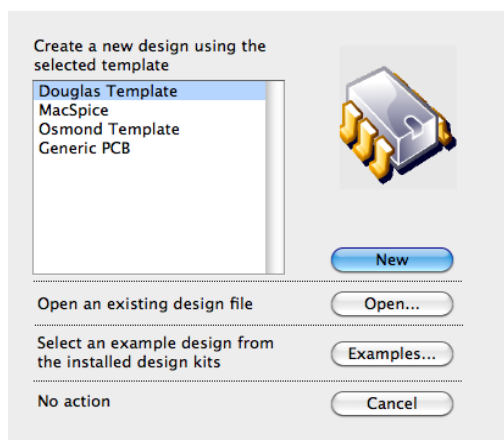 Create a new design using the
selected template
Douglas Template
MacSpice
Osmond Template
Generic PCB
New
Open an existing design file
Open...
Select an example design from
the installed design kits
Examples...
No action
Cancel